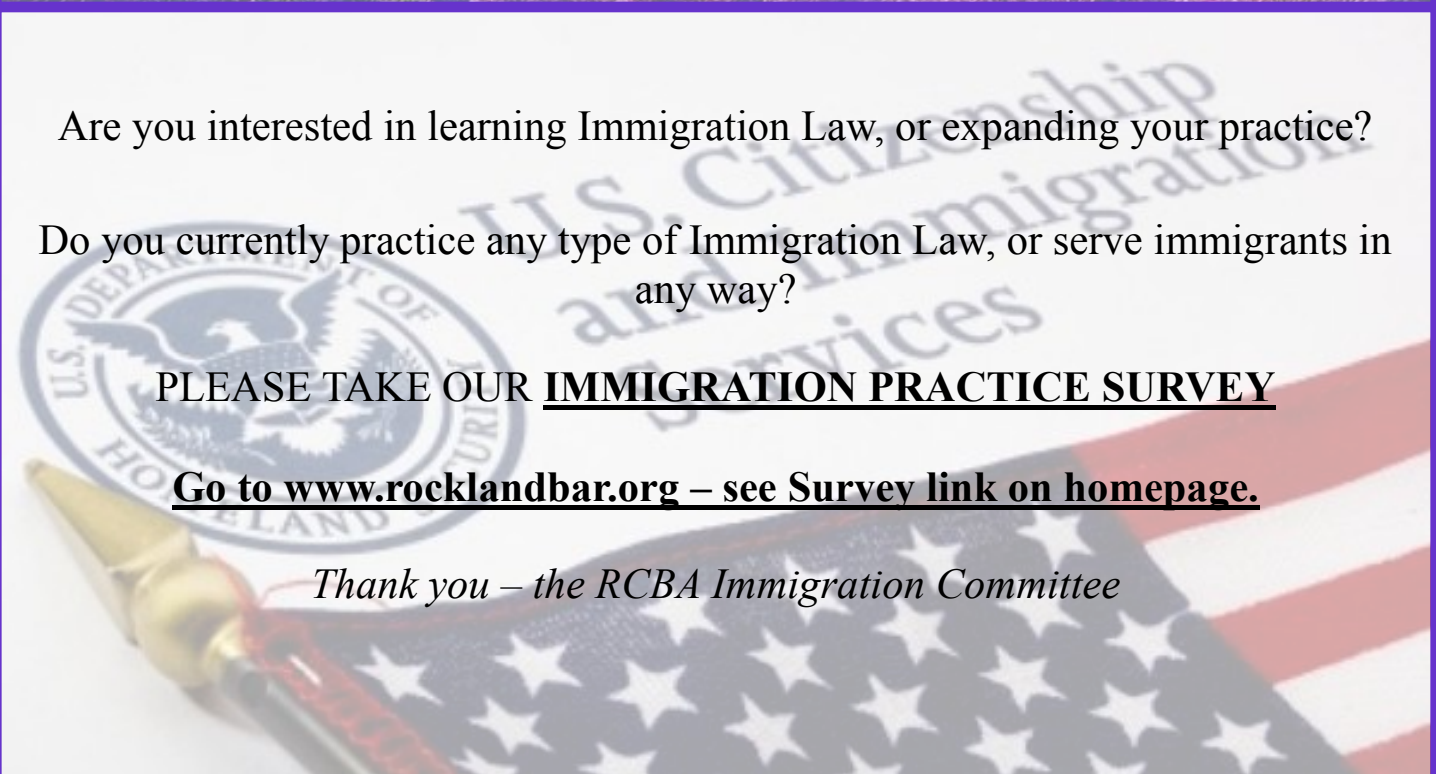 Are you interested in learning Immigration Law, or expanding your practice?
Do you currently practice any type of Immigration Law, or serve immigrants in
any way?
PLEASE TAKE OUR IMMIGRATION PRACTICE SURVEY
Go to www.rocklandbar.org – see Survey link on homepage.
Thank you – the RCBA Immigration Committee
U.S. Citizenship
and Immigration
Services
U.S. DEPARTMENT OF
HOMELAND SECURITY